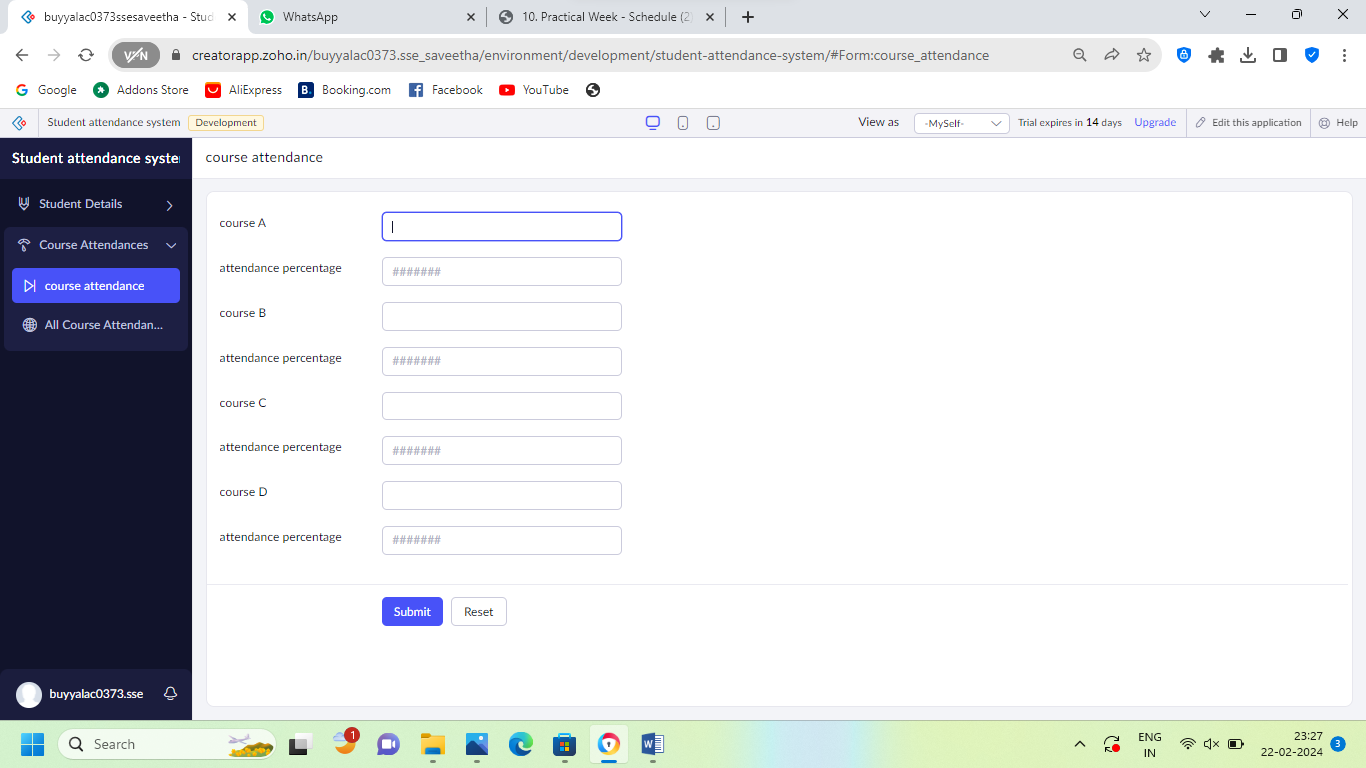 buyyalac0373ssesaveetha - Stud
WhatsApp
10. Practical Week - Schedule (2)
VPN
creatorapp.zoho.in/buyyalac0373.sse_saveetha/environment/development/student-attendance-system/#Form:course_attendance
Google
Addons Store
AliExpress
B.
Booking.com
Facebook
YouTube
Student attendance system
Development
View as
-MySelf-
Trial expires in 14 days
Upgrade
Edit this application
Help
Student attendance syste
course attendance
Student Details
Course Attendances
course attendance
All Course Attendan...
course A
attendance percentage
#######
course B
attendance percentage
#######
course C
attendance percentage
#######
course D
attendance percentage
#######
Submit
Reset
buyyalac0373.sse
Search
1
W
ENG
IN
23:27
22-02-2024
3